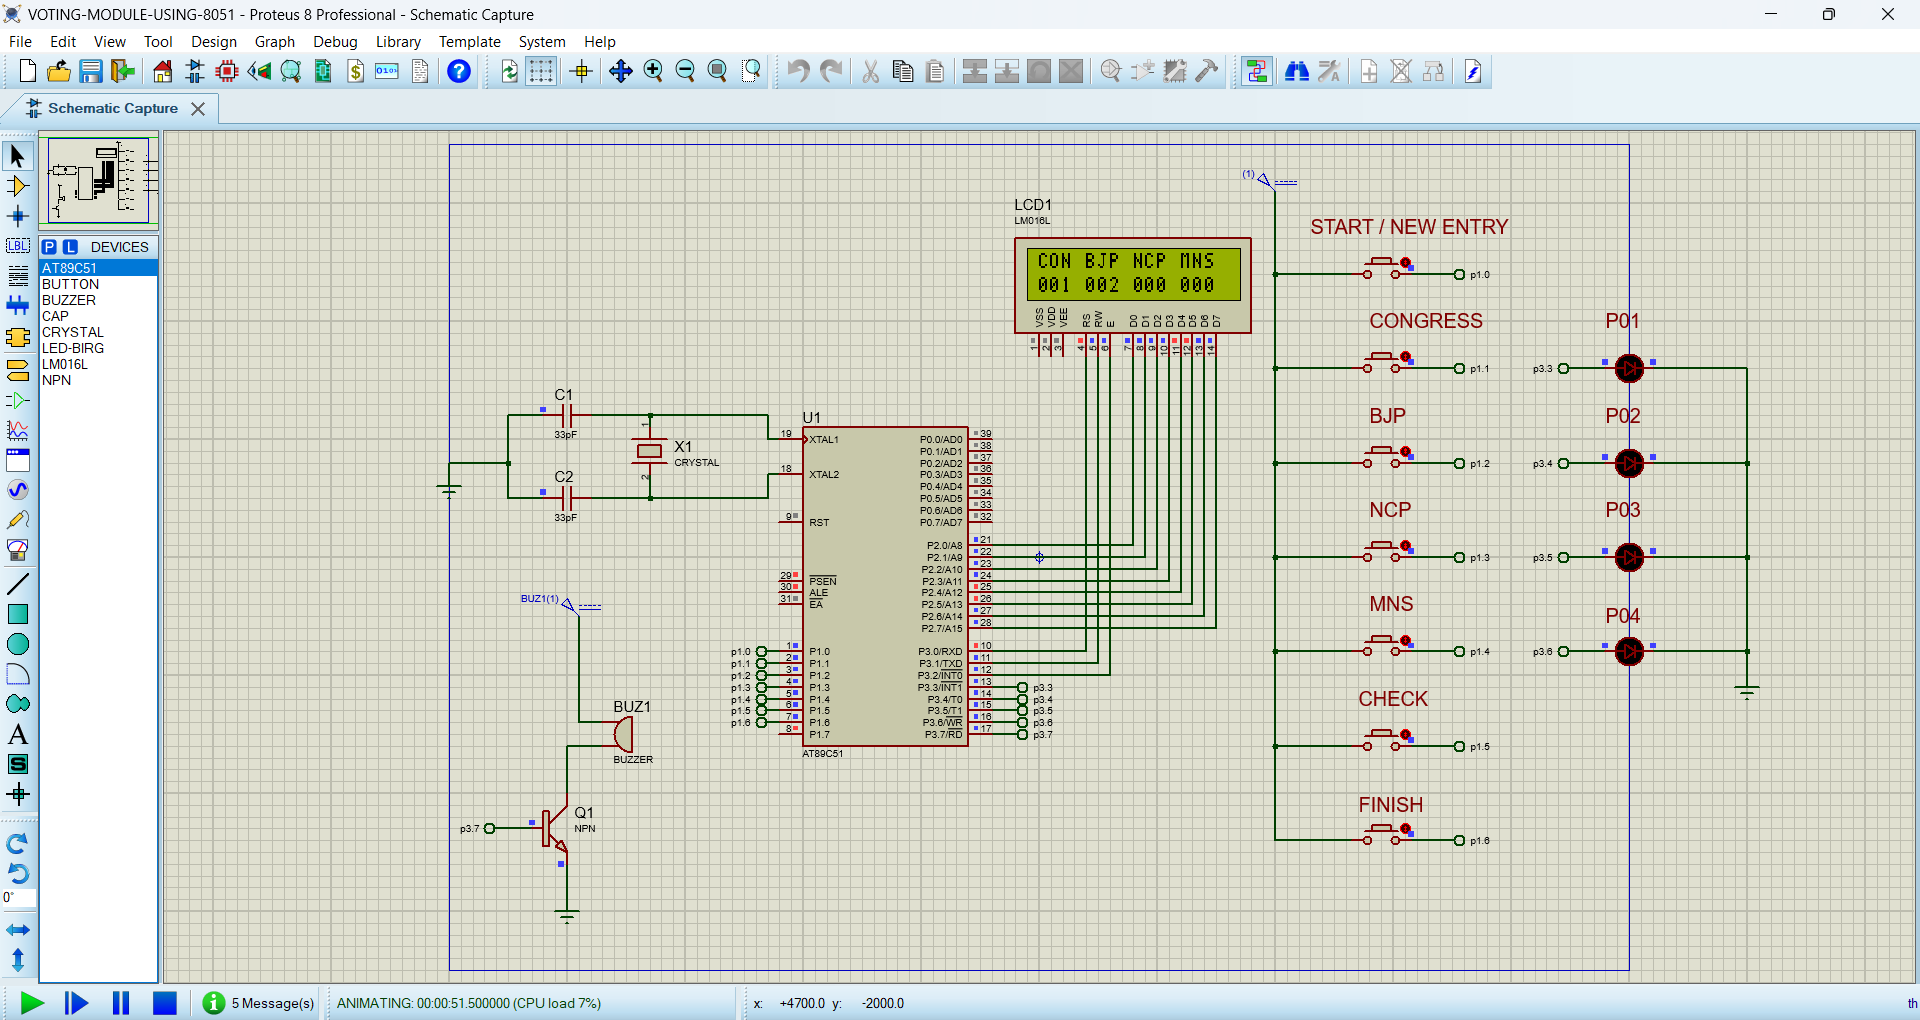 VOTING-MODULE-USING-8051 - Proteus 8 Professional - Schematic Capture
File Edit View Tool Design Graph Debug Library Template System Help
Schematic Capture
LBL
P L DEVICES
AT89C51
BUTTON
BUZZER
CAP
CRYSTAL
LED-BIRG
LM016L
NPN
A
S
0°
LCD1
LM016L
CON BJP NCP MNS
001 002 000 000
VSS VDD VEE RS RW E D0 D1 D2 D3 D4 D5 D6 D7
1 2 3 4 5 6 7 8 9 10 11 12 13 14
C1
33pF
C2
33pF
1
X1
CRYSTAL
2
U1
19 XTAL1
18 XTAL2
9 RST
29 PSEN
30 ALE
31 EA
p1.0 1 P1.0
p1.1 2 P1.1
p1.2 3 P1.2
p1.3 4 P1.3
p1.4 5 P1.4
p1.5 6 P1.5
p1.6 7 P1.6
8 P1.7
P0.0/AD0 39
P0.1/AD1 38
P0.2/AD2 37
P0.3/AD3 36
P0.4/AD4 35
P0.5/AD5 34
P0.6/AD6 33
P0.7/AD7 32
P2.0/A8 21
P2.1/A9 22
P2.2/A10 23
P2.3/A11 24
P2.4/A12 25
P2.5/A13 26
P2.6/A14 27
P2.7/A15 28
P3.0/RXD 10
P3.1/TXD 11
P3.2/INT0 12
P3.3/INT1 13 p3.3
P3.4/T0 14 p3.4
P3.5/T1 15 p3.5
P3.6/WR 16 p3.6
P3.7/RD 17 p3.7
AT89C51
BUZ1(1)
BUZ1
BUZZER
Q1
NPN
p3.7
(1)
START / NEW ENTRY
p1.0
CONGRESS
p1.1
BJP
p1.2
NCP
p1.3
MNS
p1.4
CHECK
p1.5
FINISH
p1.6
P01
p3.3
P02
p3.4
P03
p3.5
P04
p3.6
5 Message(s) ANIMATING: 00:00:51.500000 (CPU load 7%) x: +4700.0 y: -2000.0 th